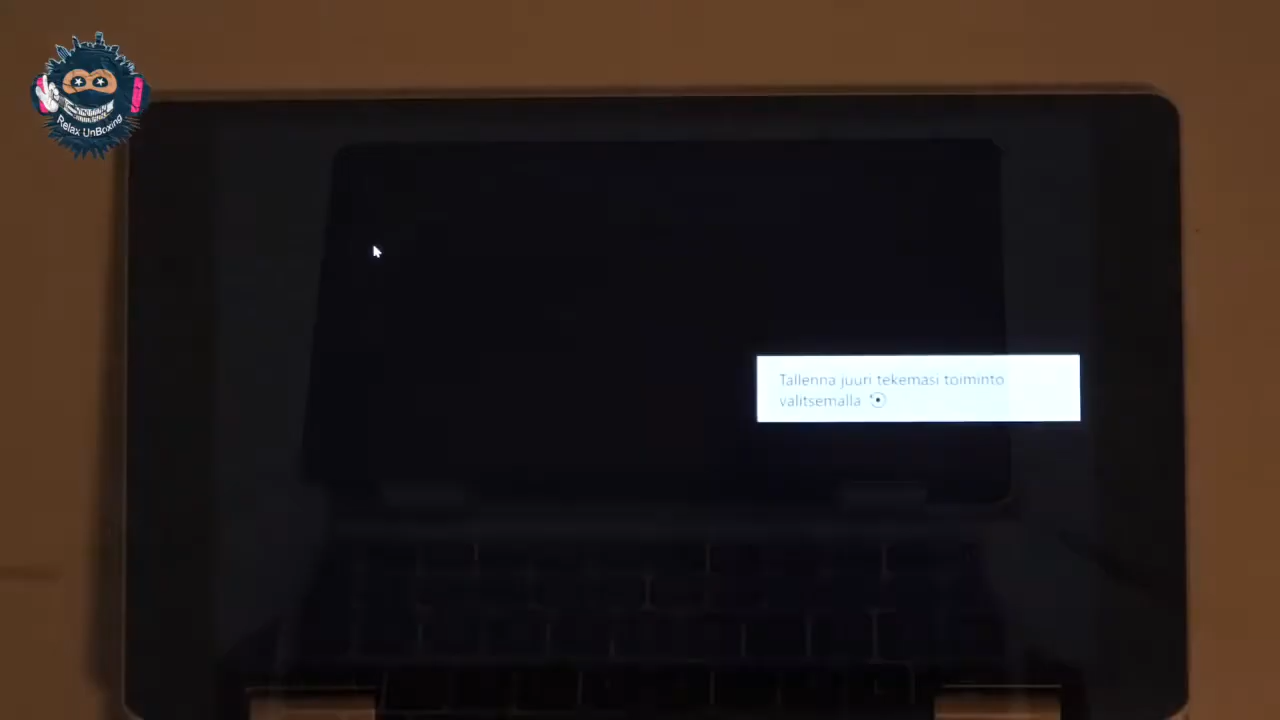 Relax UnBoxing
Tallenna juuri tekemäsi toiminto
valitsemalla